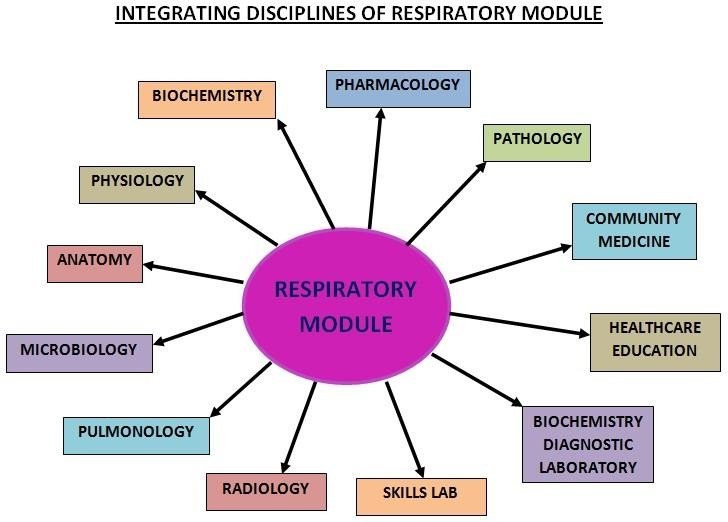 INTEGRATING DISCIPLINES OF RESPIRATORY MODULE
PHARMACOLOGY
BIOCHEMISTRY
PATHOLOGY
PHYSIOLOGY
COMMUNITY
MEDICINE
ANATOMY
RESPIRATORY
MODULE
HEALTHCARE
EDUCATION
MICROBIOLOGY
PULMONOLOGY
BIOCHEMISTRY
DIAGNOSTIC
LABORATORY
RADIOLOGY
SKILLS LAB